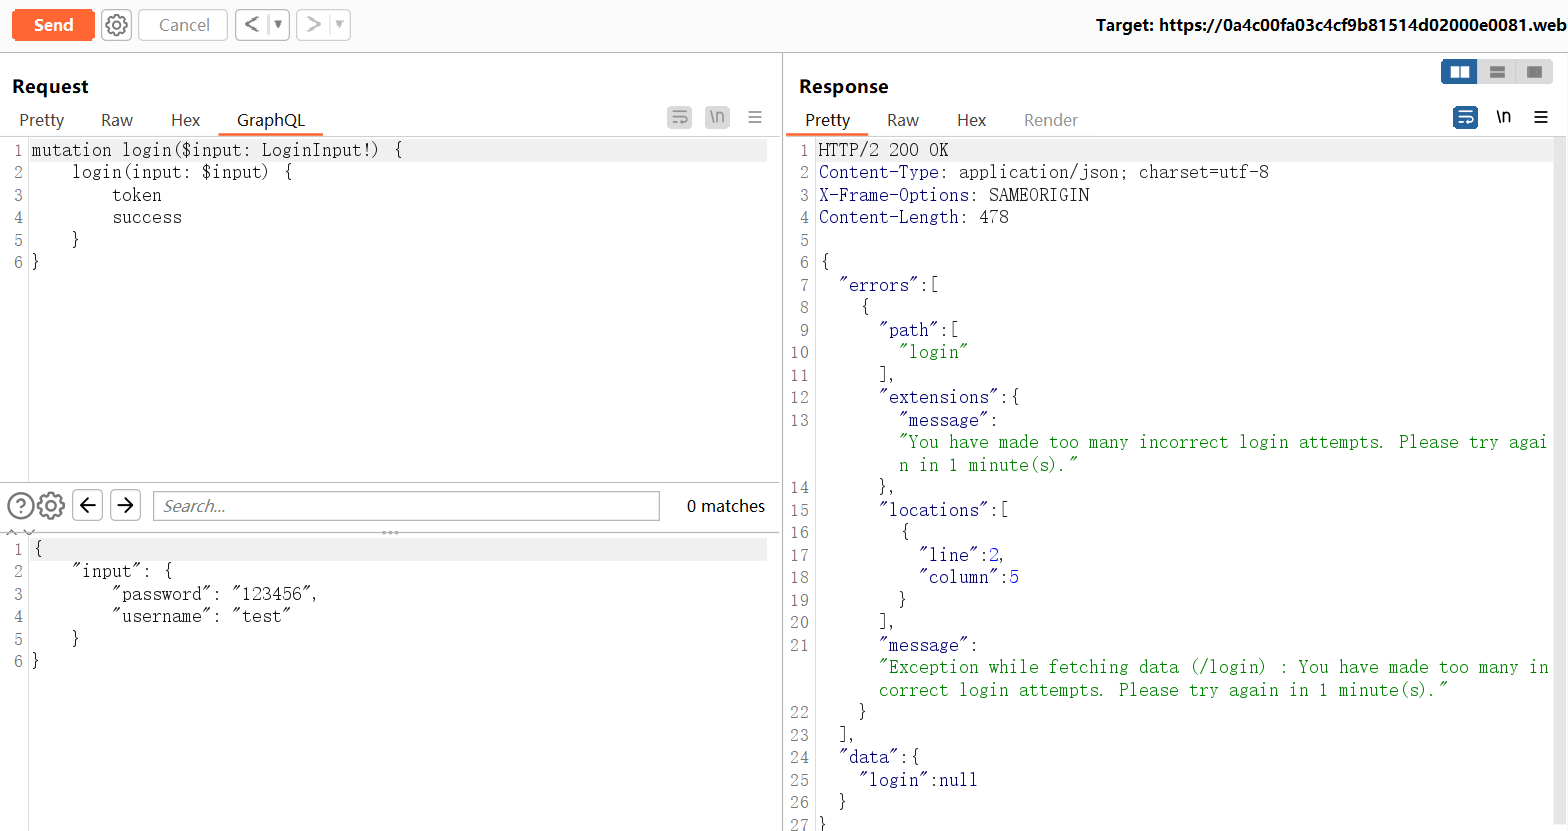 Send
Cancel
Target: https://0a4c00fa03c4cf9b81514d02000e0081.web
Request
Pretty Raw Hex GraphQL
\n
1 mutation login($input: LoginInput!) {
2 login(input: $input) {
3 token
4 success
5 }
6 }
Search...
0 matches
1 {
2 "input": {
3 "password": "123456",
4 "username": "test"
5 }
6 }
Response
Pretty Raw Hex Render
\n
1 HTTP/2 200 OK
2 Content-Type: application/json; charset=utf-8
3 X-Frame-Options: SAMEORIGIN
4 Content-Length: 478
5
6 {
7 "errors":[
8 {
9 "path":[
10 "login"
11 ],
12 "extensions":{
13 "message":
"You have made too many incorrect login attempts. Please try agai
n in 1 minute(s)."
14 },
15 "locations":[
16 {
17 "line":2,
18 "column":5
19 }
20 ],
21 "message":
"Exception while fetching data (/login) : You have made too many in
correct login attempts. Please try again in 1 minute(s)."
22 }
23 ],
24 "data":{
25 "login":null
26 }
27 }